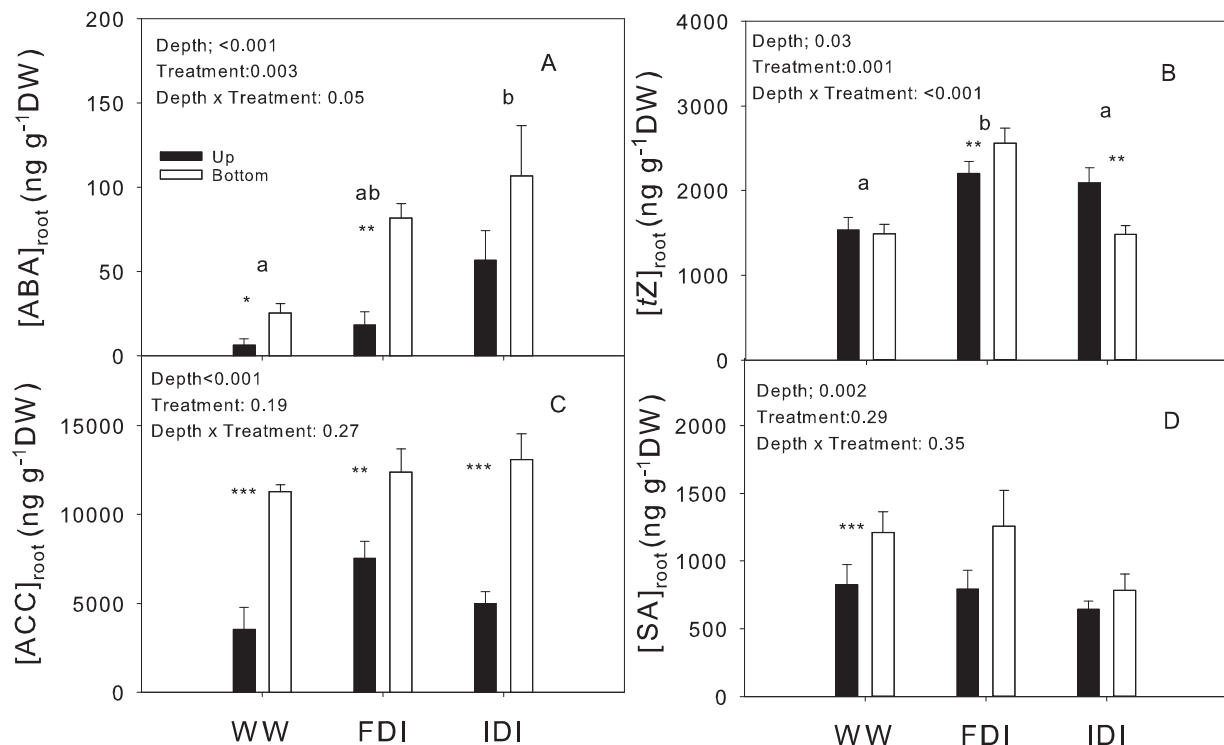 [ABA]root (ng g-1DW)
200
150
100
50
0
Depth; <0.001
Treatment:0.003
Depth x Treatment: 0.05
A
Up
Bottom
a
*
ab
**
b
[tZ]root (ng g-1DW)
4000
3000
2000
1000
0
Depth; 0.03
Treatment:0.001
Depth x Treatment: <0.001
B
a
**
b
a
**
[ACC]root (ng g-1DW)
15000
10000
5000
0
Depth<0.001
Treatment: 0.19
Depth x Treatment: 0.27
C
***
**
***
WW FDI IDI
[SA]root (ng g-1DW)
2000
1500
1000
500
0
Depth; 0.002
Treatment:0.29
Depth x Treatment: 0.35
D
***
WW FDI IDI